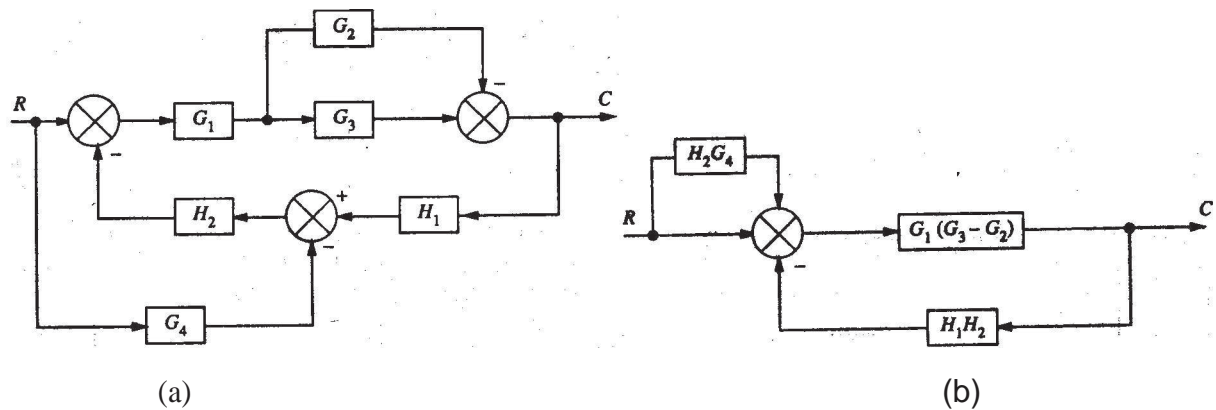 G₂
−
R
C
G₁
G₃
−
H₂
+
H₁
−
G₄
(a)
H₂G₄
R
C
G₁ (G₃ − G₂)
−
H₁H₂
(b)